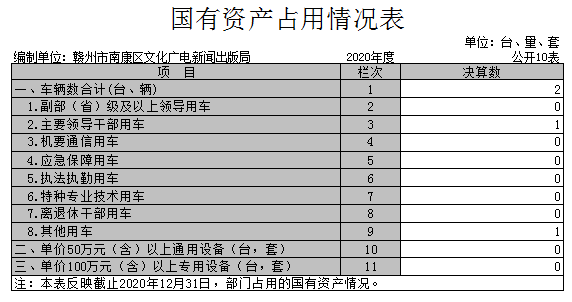 国有资产占用情况表
单位：台、量、套
编制单位：赣州市南康区文化广电新闻出版局 2020年度 公开10表
项 目 栏次 决算数
一、车辆数合计(台、辆) 1 2
1.副部（省）级及以上领导用车 2 0
2.主要领导干部用车 3 1
3.机要通信用车 4 0
4.应急保障用车 5 0
5.执法执勤用车 6 0
6.特种专业技术用车 7 0
7.离退休干部用车 8 0
8.其他用车 9 1
二、单价50万元（含）以上通用设备（台，套） 10 0
三、单价100万元（含）以上专用设备（台，套） 11 0
注：本表反映截止2020年12月31日，部门占用的国有资产情况。